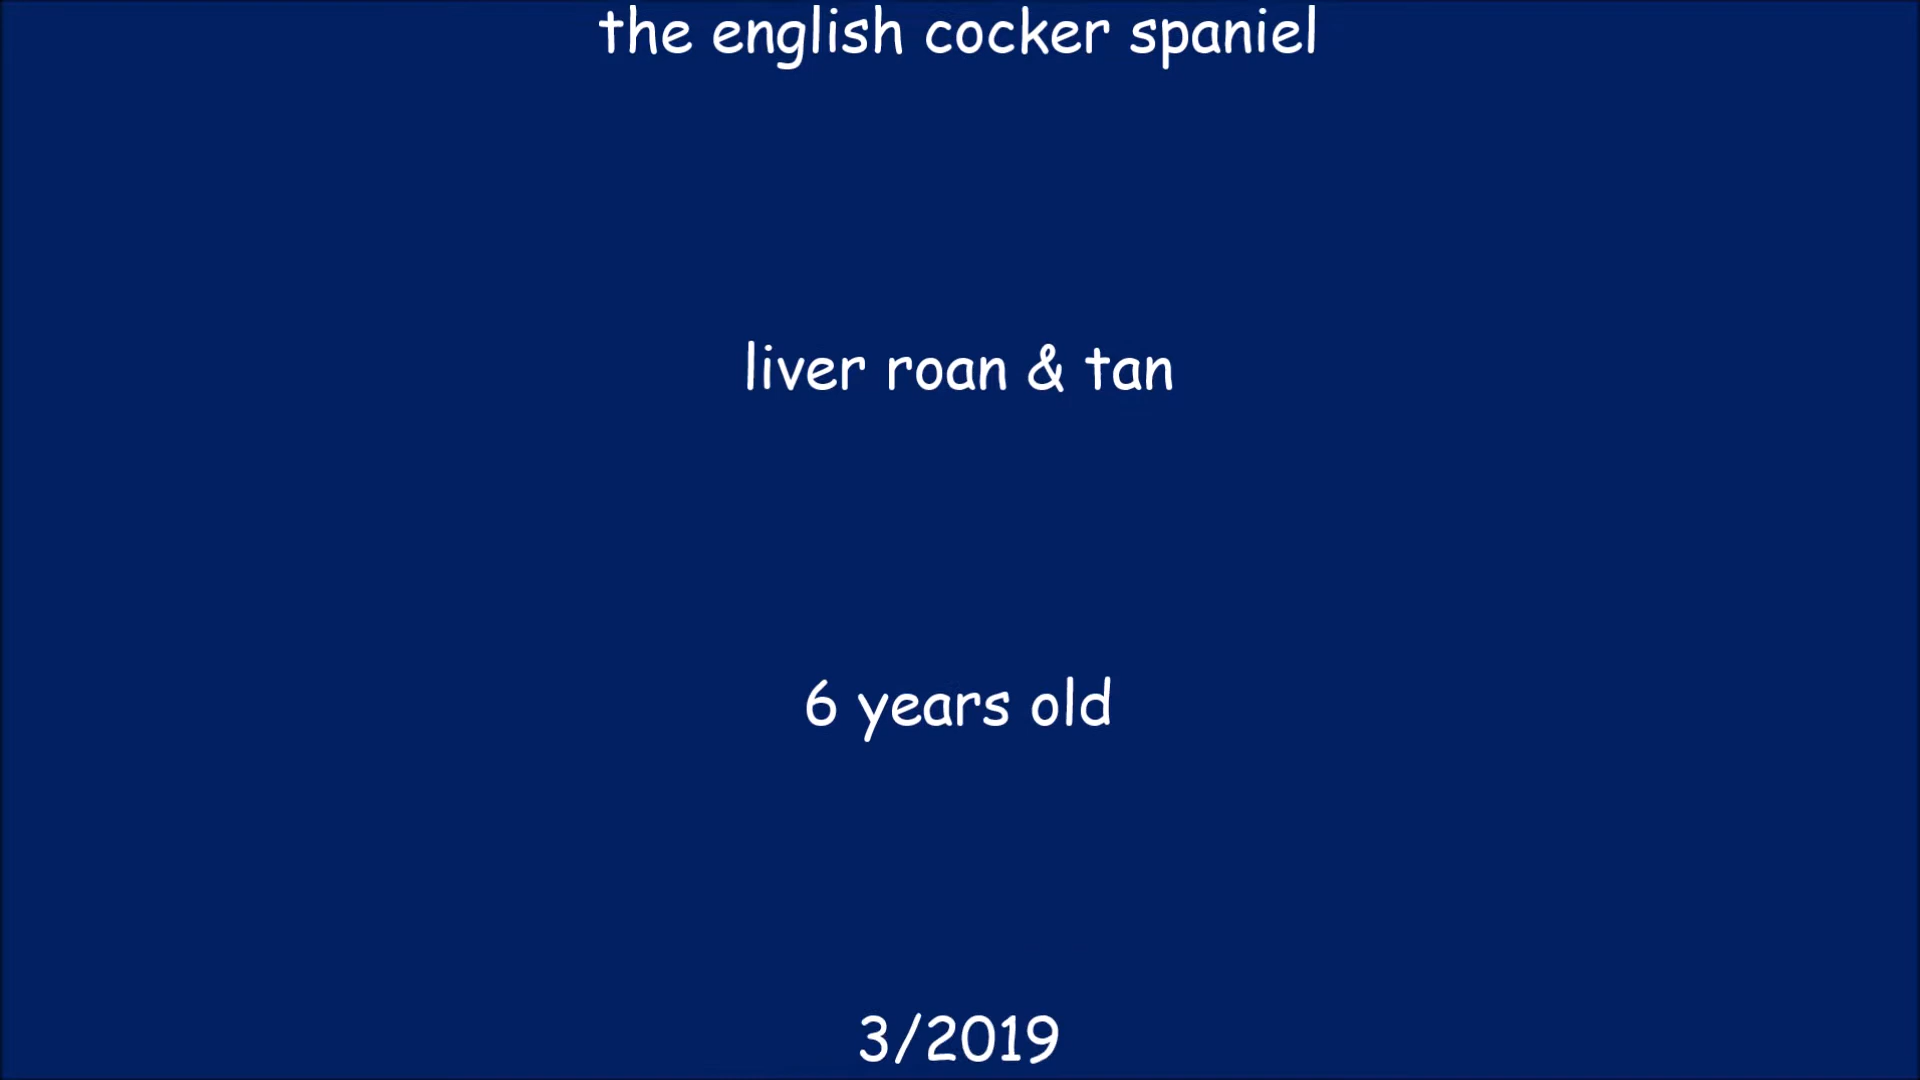 the english cocker spaniel
liver roan & tan
6 years old
3/2019